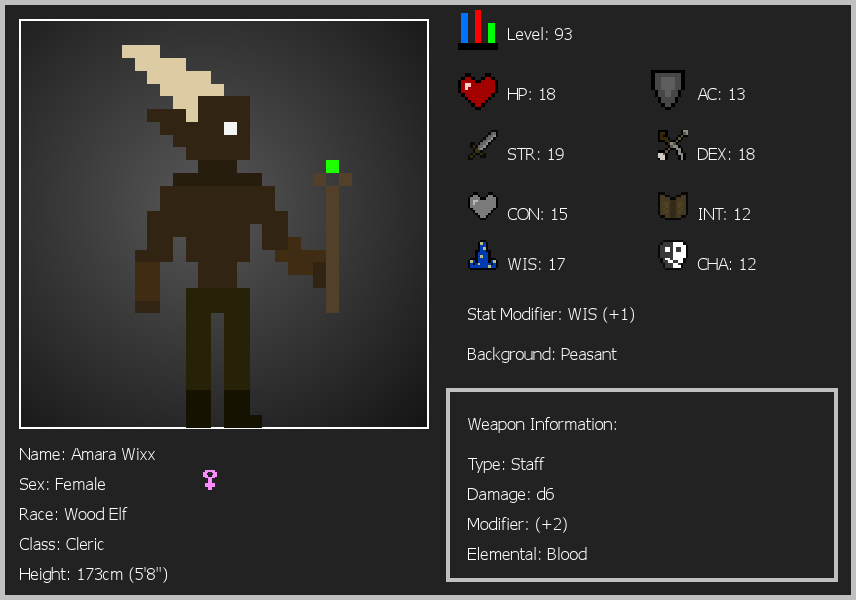 Level: 93
HP: 18
AC: 13
STR: 19
DEX: 18
CON: 15
INT: 12
WIS: 17
CHA: 12
Stat Modifier: WIS (+1)
Background: Peasant
Weapon Information:
Type: Staff
Damage: d6
Modifier: (+2)
Elemental: Blood
Name: Amara Wixx
Sex: Female
Race: Wood Elf
Class: Cleric
Height: 173cm (5'8")